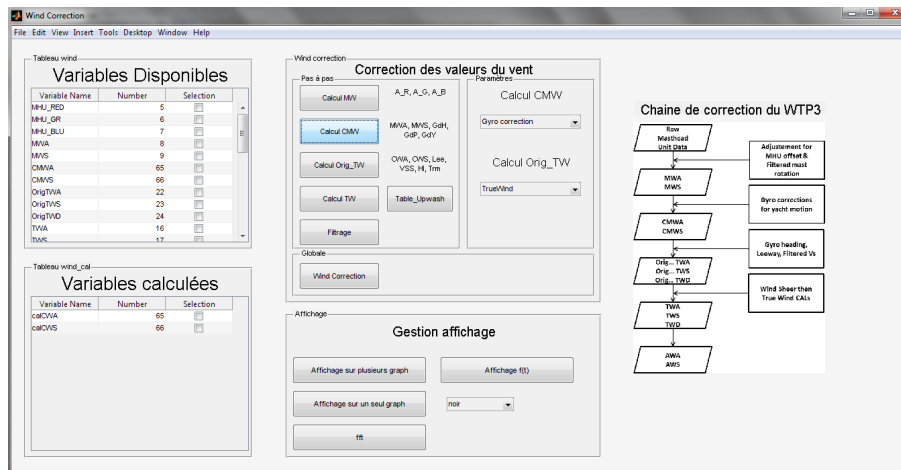 Wind Correction
File Edit View Insert Tools Desktop Window Help
Tableau wind
Variables Disponibles
Variable Name Number Selection
MHU_RED 5
MHU_GR 6
MHU_BLU 7
MWA 8
MWS 9
CMWA 65
CMWS 66
OrigTWA 22
OrigTWS 23
OrigTWD 24
TWA 16
TWS 17
Tableau wind_cal
Variables calculées
Variable Name Number Selection
calCWA 65
calCWS 66
Wind correction
Correction des valeurs du vent
Pas à pas
Calcul MW
A_R, A_G, A_B
Calcul CMW
MWA, MWS, GdH,
GdP, GdY
Calcul Orig_TW
OWA, OWS, Lee,
VSS, Hl, Trm
Calcul TW
Table_Upwash
Filtrage
Paramètres
Calcul CMW
Gyro correction
Calcul Orig_TW
TrueWind
Globale
Wind Correction
Affichage
Gestion affichage
Affichage sur plusieurs graph
Affichage f(t)
Affichage sur un seul graph
noir
fft
Chaine de correction du WTP3
Raw
Masthead
Unit Data
Adjustement for
MHU offset &
Filtered mast
rotation
MWA
MWS
Gyro corrections
for yacht motion
CMWA
CMWS
Gyro heading,
Leeway, Filtered Vs
Orig... TWA
Orig... TWS
Orig... TWD
Wind Sheer then
True Wind CALs
TWA
TWS
TWD
AWA
AWS